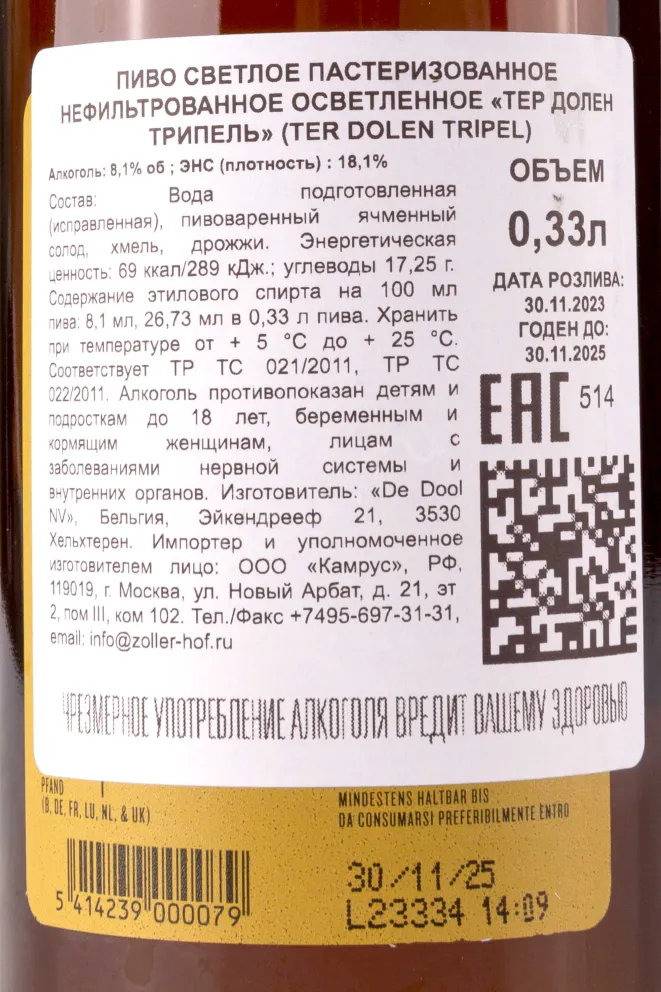 ПИВО СВЕТЛОЕ ПАСТЕРИЗОВАННОЕ
НЕФИЛЬТРОВАННОЕ ОСВЕТЛЕННОЕ «ТЕР ДОЛЕН
ТРИПЕЛЬ» (TER DOLEN TRIPEL)
Алкоголь: 8,1% об ; ЭНС (плотность) : 18,1%
Состав: Вода подготовленная
(исправленная), пивоваренный ячменный
солод, хмель, дрожжи. Энергетическая
ценность: 69 ккал/289 кДж.; углеводы 17,25 г.
Содержание этилового спирта на 100 мл
пива: 8,1 мл, 26,73 мл в 0,33 л пива. Хранить
при температуре от + 5 °C до + 25 °C.
Соответствует ТР ТС 021/2011, ТР ТС
022/2011. Алкоголь противопоказан детям и
подросткам до 18 лет, беременным и
кормящим женщинам, лицам с
заболеваниями нервной системы и
внутренних органов. Изготовитель: «De Dool
NV», Бельгия, Эйкендрееф 21, 3530
Хельхтерен. Импортер и уполномоченное
изготовителем лицо: ООО «Камрус», РФ,
119019, г. Москва, ул. Новый Арбат, д. 21, эт
2, пом III, ком 102. Тел./Факс +7495-697-31-31,
email: info@zoller-hof.ru
ОБЪЕМ
0,33л
ДАТА РОЗЛИВА:
30.11.2023
ГОДЕН ДО:
30.11.2025
EAC 514
ЧРЕЗМЕРНОЕ УПОТРЕБЛЕНИЕ АЛКОГОЛЯ ВРЕДИТ ВАШЕМУ ЗДОРОВЬЮ
PFAND
(B, DE, FR, LU, NL, & UK)
MINDESTENS HALTBAR BIS
DA CONSUMARSI PREFERIBILMENTE ENTRO
5 414239 000079
30/11/25
L23334 14:09